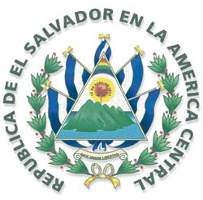 REPUBLICA DE EL SALVADOR EN LA AMERICA CENTRAL